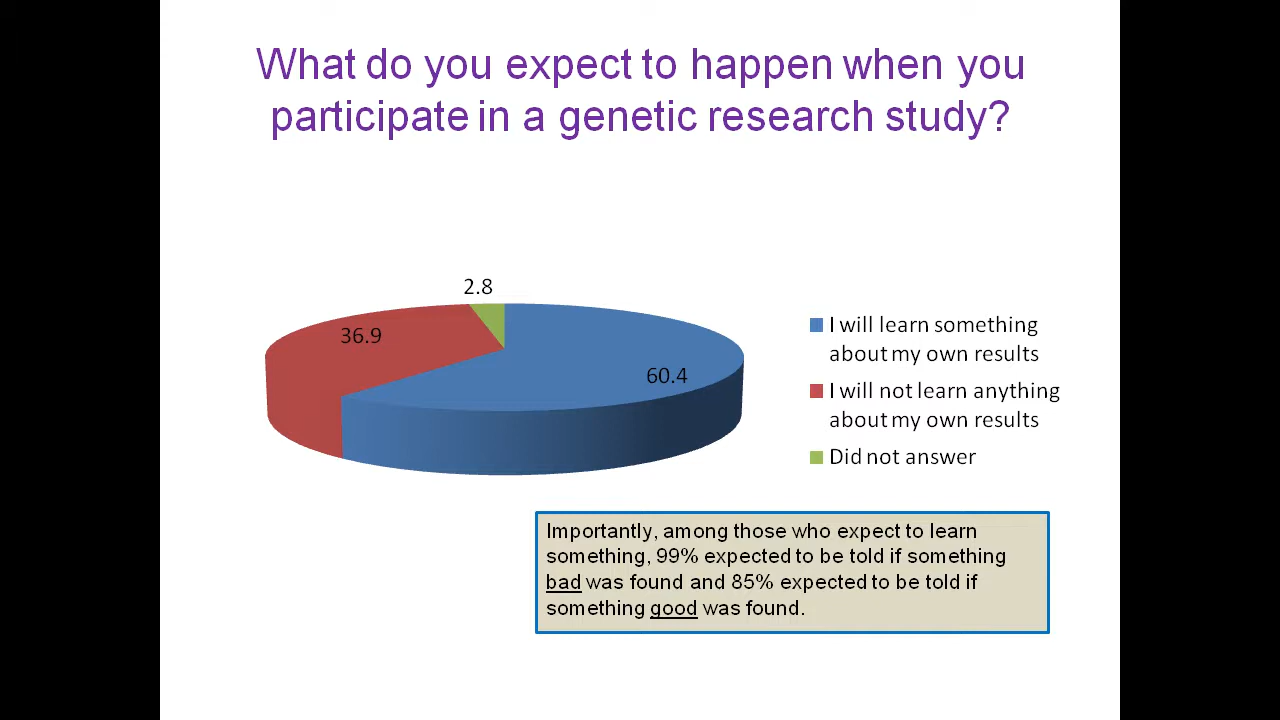 What do you expect to happen when you
participate in a genetic research study?
2.8
36.9
60.4
I will learn something
about my own results
I will not learn anything
about my own results
Did not answer
Importantly, among those who expect to learn
something, 99% expected to be told if something
bad was found and 85% expected to be told if
something good was found.